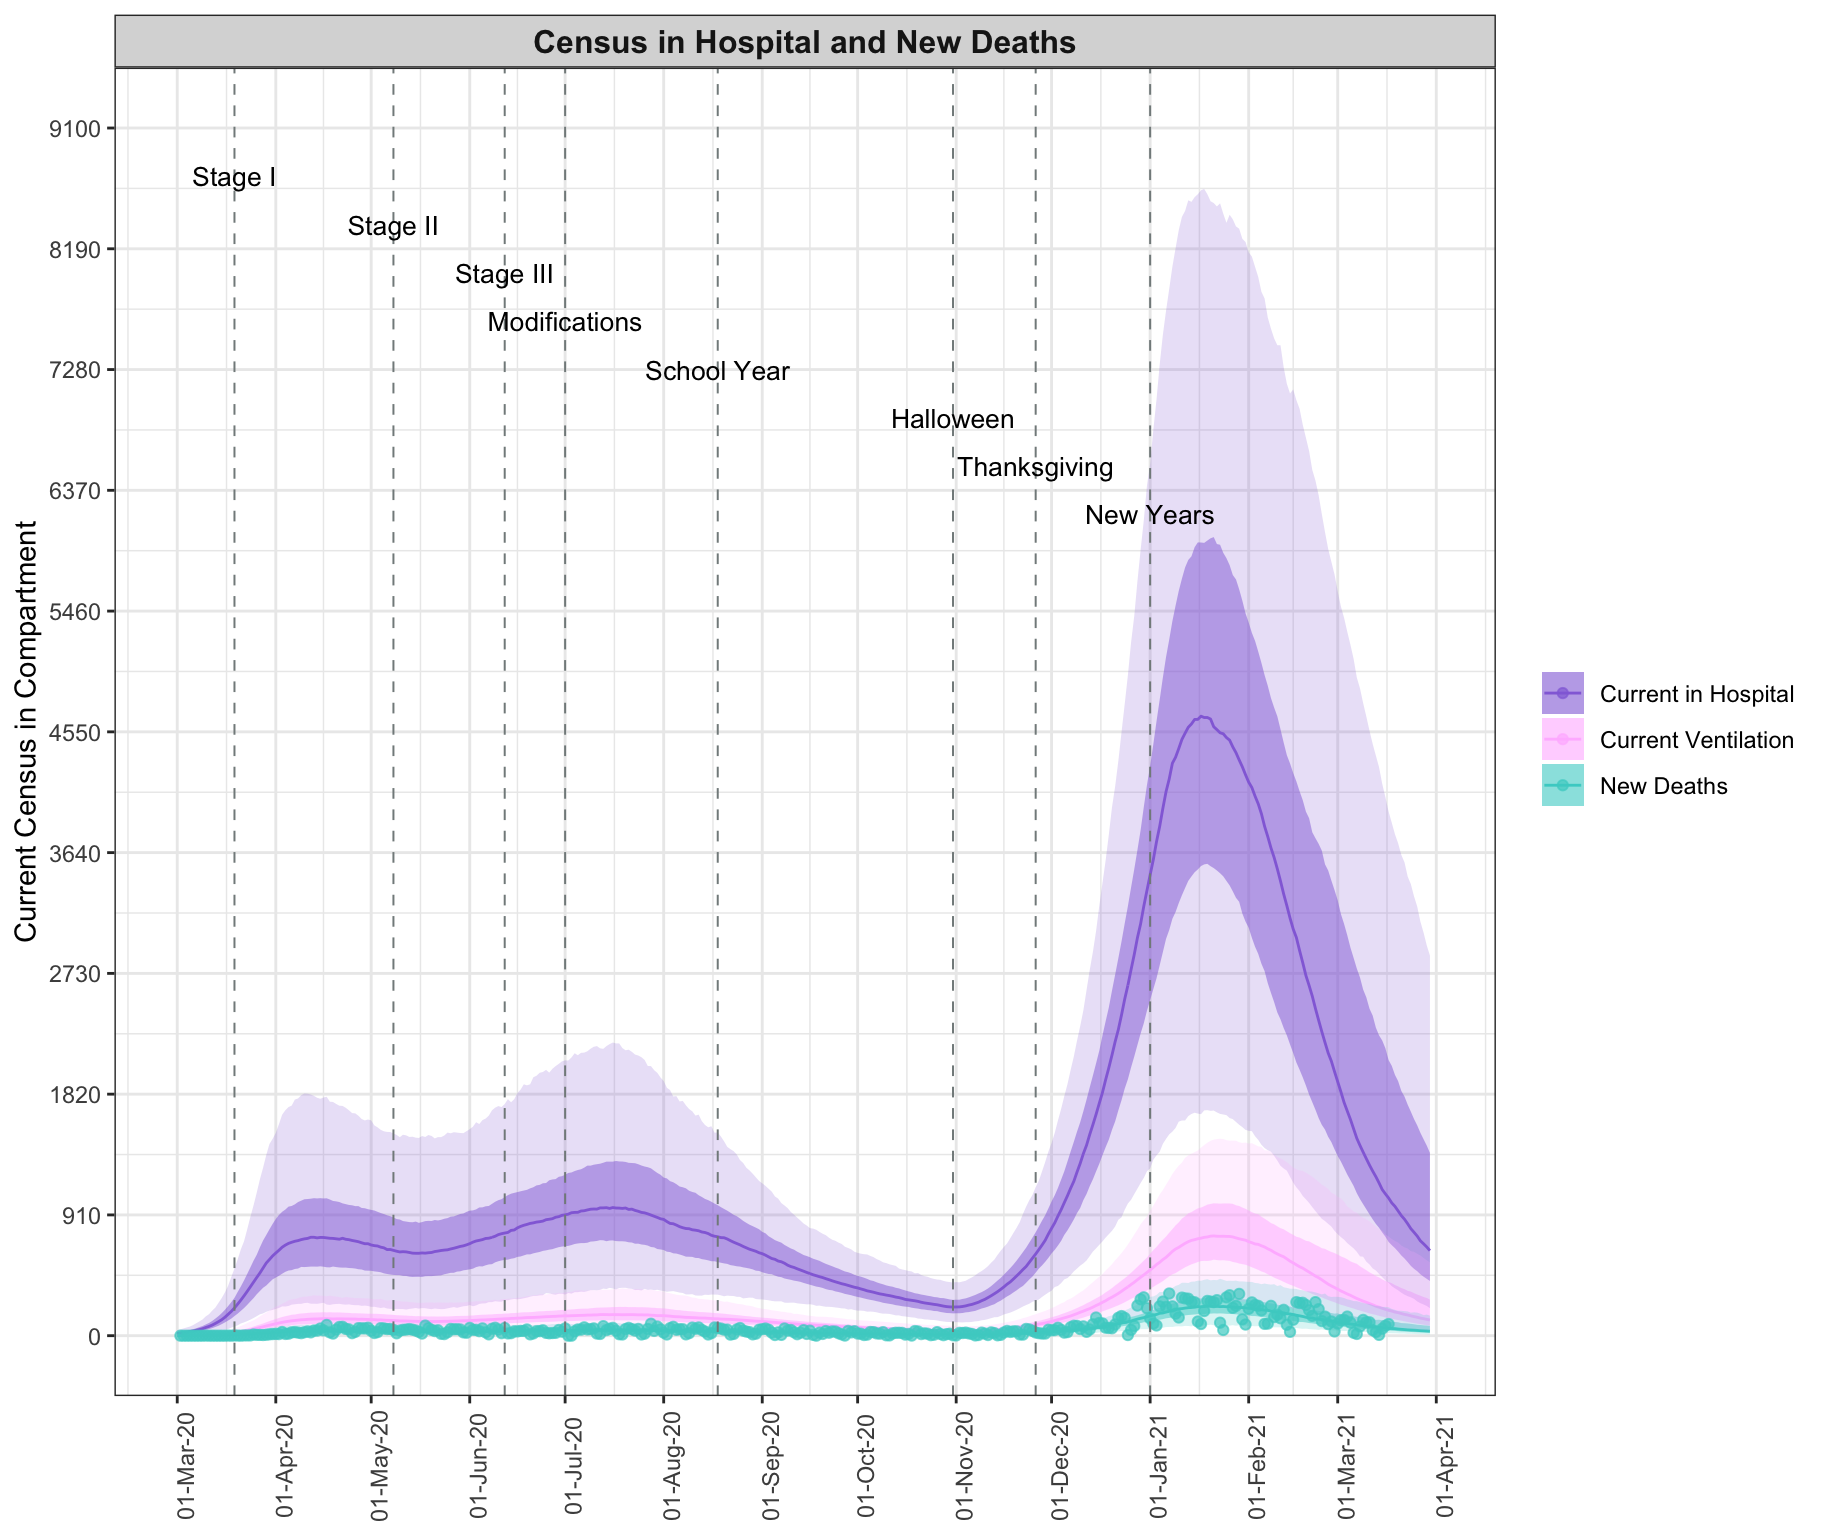 Census in Hospital and New Deaths
Current Census in Compartment
9100
8190
7280
6370
5460
4550
3640
2730
1820
910
0
Stage I
Stage II
Stage III
Modifications
School Year
Halloween
Thanksgiving
New Years
Current in Hospital
Current Ventilation
New Deaths
01-Mar-20
01-Apr-20
01-May-20
01-Jun-20
01-Jul-20
01-Aug-20
01-Sep-20
01-Oct-20
01-Nov-20
01-Dec-20
01-Jan-21
01-Feb-21
01-Mar-21
01-Apr-21